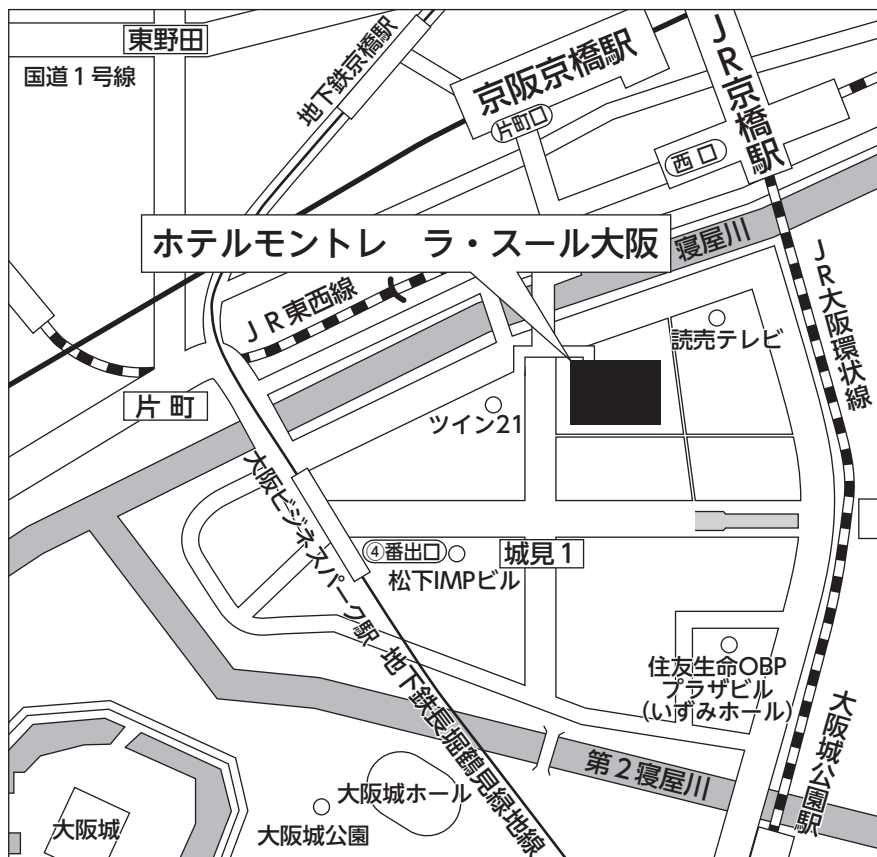 東野田
国道1号線
地下鉄京橋駅
京阪京橋駅
片町口
JR京橋駅
西口
ホテルモントレ ラ・スール大阪
寝屋川
JR東西線
JR大阪環状線
読売テレビ
片町
ツイン21
大阪ビジネスパーク駅
④番出口
城見1
松下IMPビル
地下鉄長堀鶴見緑地線
住友生命OBP
プラザビル
(いずみホール)
大阪城公園駅
第2寝屋川
大阪城ホール
大阪城
大阪城公園